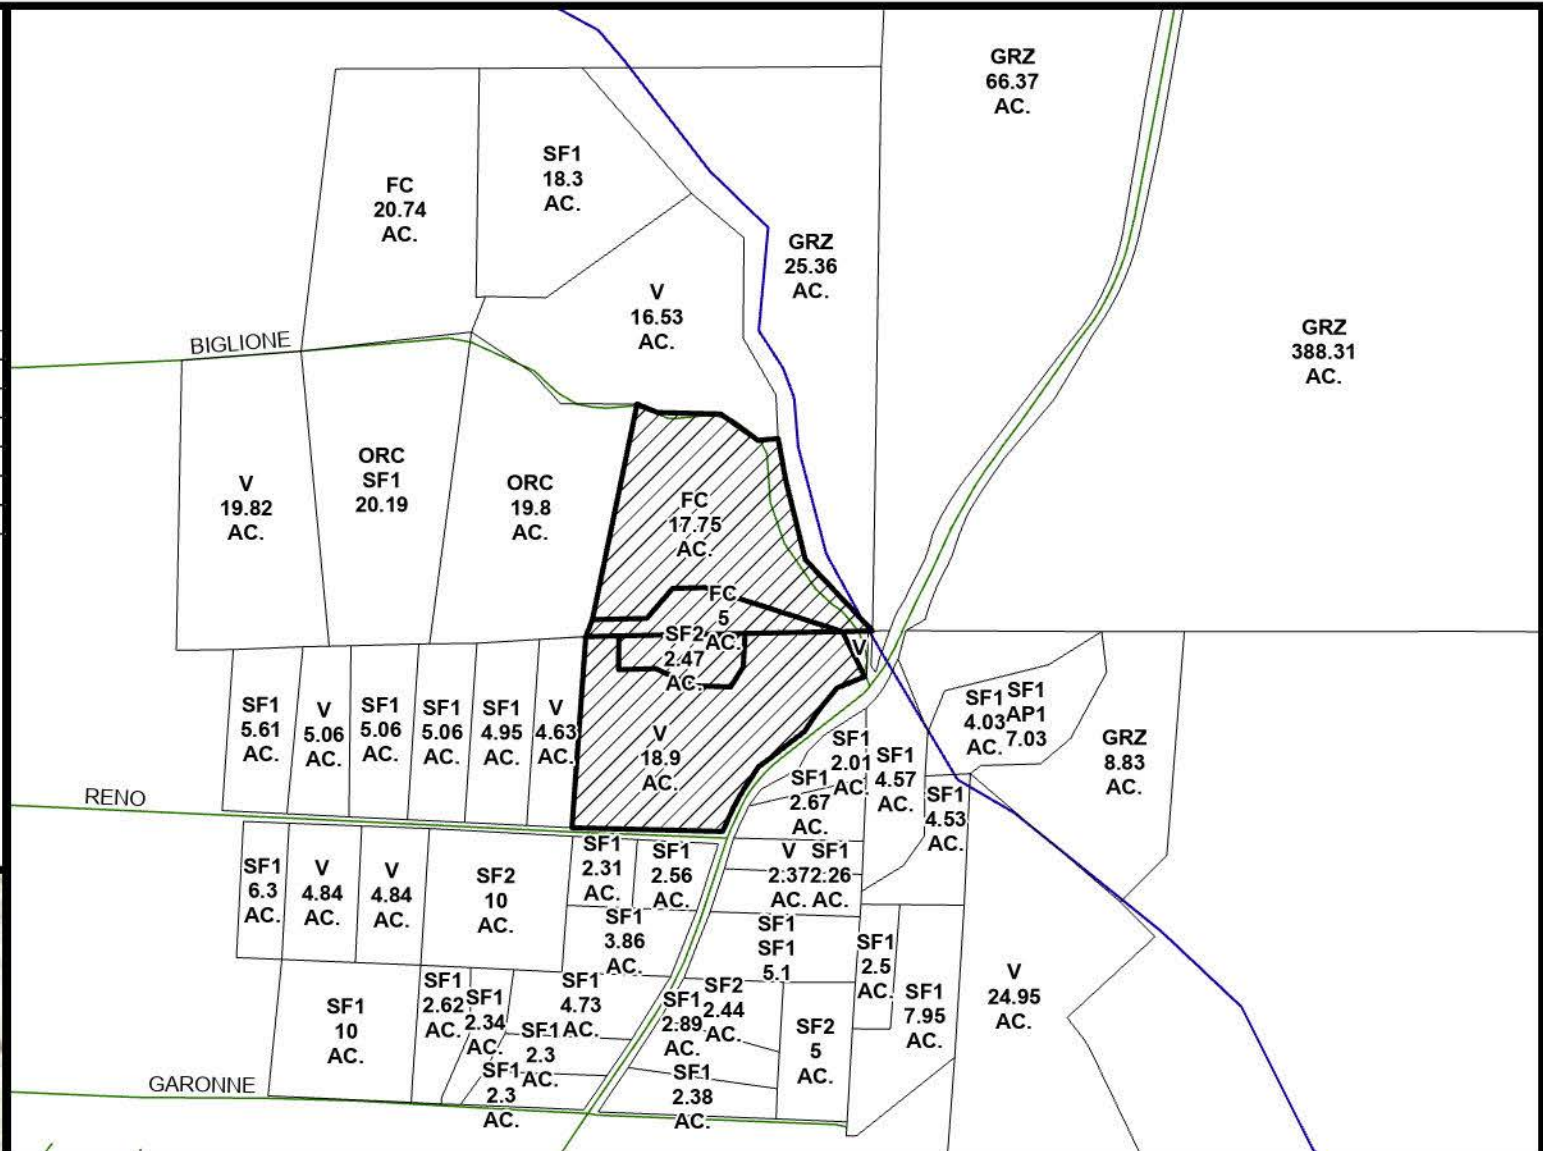 GRZ
66.37
AC.
SF1
18.3
AC.
FC
20.74
AC.
GRZ
25.36
AC.
V
16.53
AC.
GRZ
388.31
AC.
BIGLIONE
ORC
SF1
20.19
V
19.82
AC.
ORC
19.8
AC.
FC
17.75
AC.
FC
5
AC.
SF2
2.47
AC.
V
SF1
5.61
AC.
V
5.06
AC.
SF1
5.06
AC.
SF1
5.06
AC.
SF1
4.95
AC.
V
4.63
AC.
V
18.9
AC.
SF1
4.03
AC.
SF1
AP1
7.03
GRZ
8.83
AC.
SF1
2.01
AC.
SF1
4.57
AC.
SF1
2.67
AC.
SF1
4.53
AC.
RENO
SF1
6.3
AC.
V
4.84
AC.
V
4.84
AC.
SF2
10
AC.
SF1
2.31
AC.
SF1
2.56
AC.
V
2.37
AC.
SF1
2.26
AC.
SF1
3.86
AC.
SF1
SF1
5.1
SF1
2.5
AC.
SF1
7.95
AC.
V
24.95
AC.
SF1
10
AC.
SF1
2.62
AC.
SF1
2.34
AC.
SF1
4.73
AC.
SF1
2.3
AC.
SF1
2.3
AC.
SF1
2.89
AC.
SF2
2.44
AC.
SF2
5
AC.
SF1
2.38
AC.
GARONNE